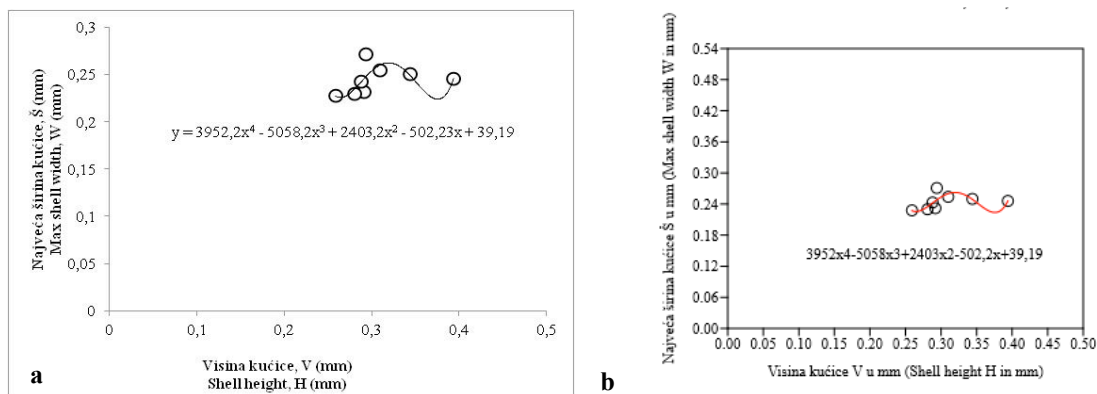 0,3
0,25
0,2
0,15
0,1
0,05
0
0
0,1
0,2
0,3
0,4
0,5
Najveća širina kućice, Š (mm)
Max shell width, W (mm)
y = 3952,2x⁴ - 5058,2x³ + 2403,2x² - 502,23x + 39,19
Visina kućice, V (mm)
Shell height, H (mm)
a
0.54
0.48
0.42
0.36
0.30
0.24
0.18
0.12
0.06
0.00
0.00 0.05 0.10 0.15 0.20 0.25 0.30 0.35 0.40 0.45 0.50
Najveća širina kućice Š u mm (Max shell width W in mm)
3952x4-5058x3+2403x2-502,2x+39,19
Visina kućice V u mm (Shell height H in mm)
b